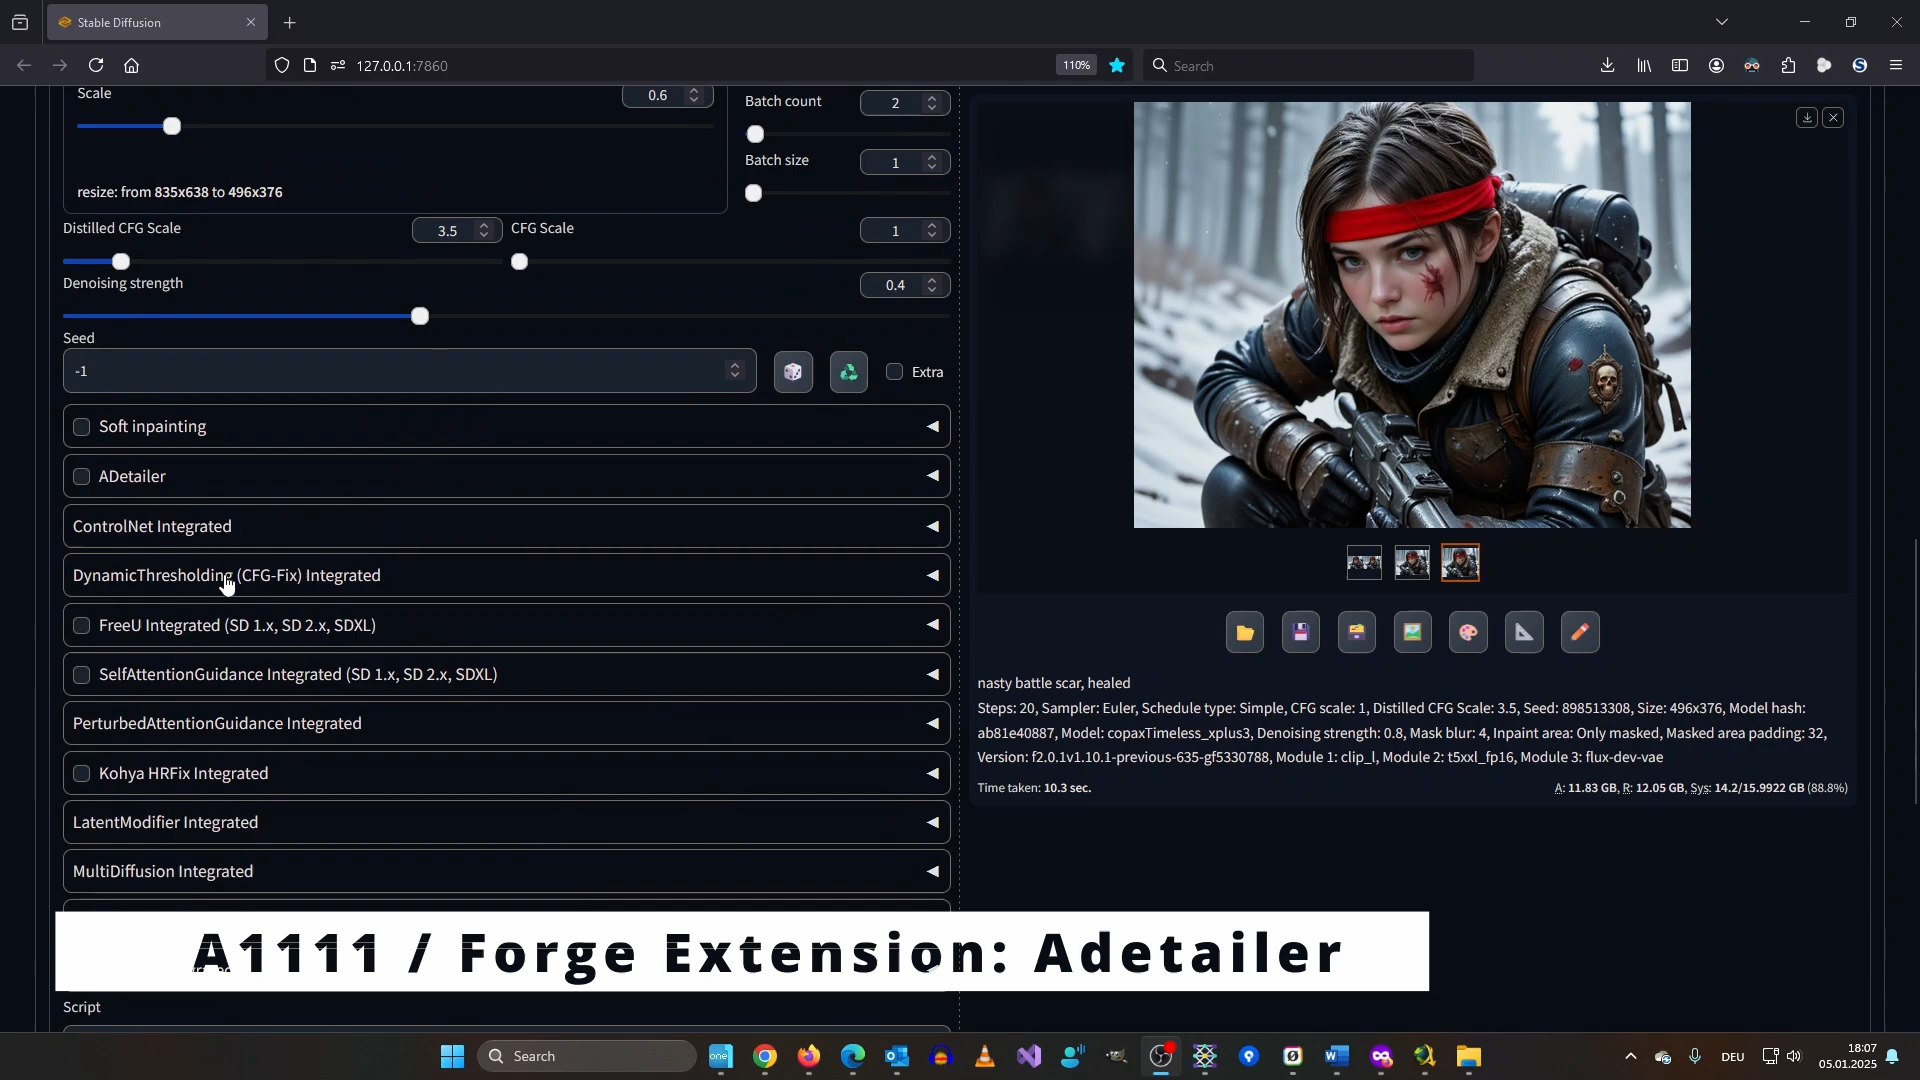 Stable Diffusion
127.0.0.1:7860
110%
Search
Scale
0.6
resize: from 835x638 to 496x376
Batch count
2
Batch size
1
Distilled CFG Scale
3.5
CFG Scale
1
Denoising strength
0.4
Seed
-1
Extra
Soft inpainting
ADetailer
ControlNet Integrated
DynamicThresholding (CFG-Fix) Integrated
FreeU Integrated (SD 1.x, SD 2.x, SDXL)
SelfAttentionGuidance Integrated (SD 1.x, SD 2.x, SDXL)
PerturbedAttentionGuidance Integrated
Kohya HRFix Integrated
LatentModifier Integrated
MultiDiffusion Integrated
nasty battle scar, healed
Steps: 20, Sampler: Euler, Schedule type: Simple, CFG scale: 1, Distilled CFG Scale: 3.5, Seed: 898513308, Size: 496x376, Model hash:
ab81e40887, Model: copaxTimeless_xplus3, Denoising strength: 0.8, Mask blur: 4, Inpaint area: Only masked, Masked area padding: 32,
Version: f2.0.1v1.10.1-previous-635-gf5330788, Module 1: clip_l, Module 2: t5xxl_fp16, Module 3: flux-dev-vae
Time taken: 10.3 sec.
A: 11.83 GB, R: 12.05 GB, Sys: 14.2/15.9922 GB (88.8%)
A1111 / Forge Extension: Adetailer
Script
Search
one
DEU
18:07
05.01.2025